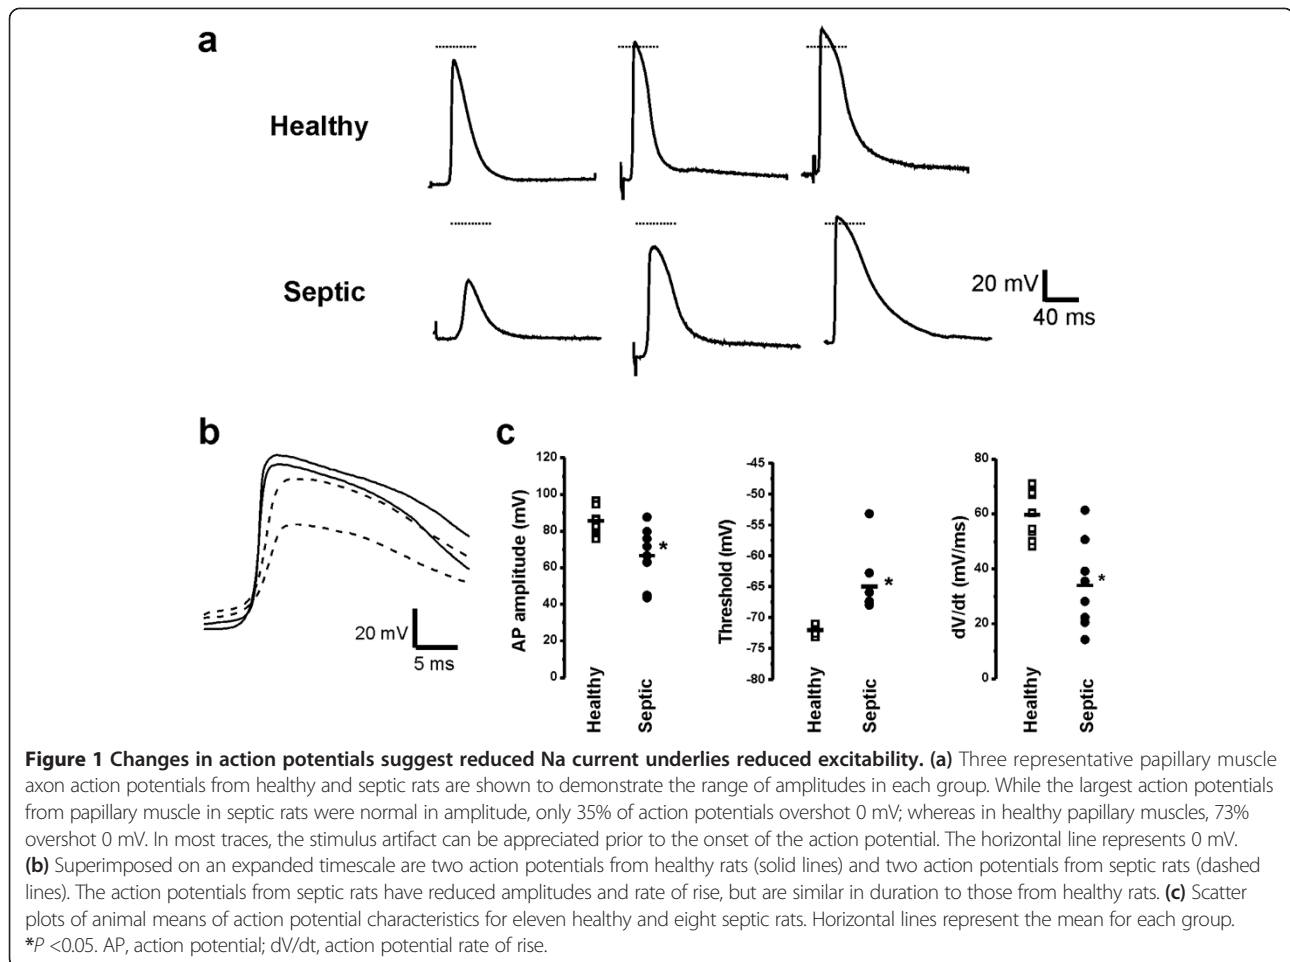 a
Healthy
Septic
20 mV
40 ms
b
20 mV
5 ms
c
AP amplitude (mV)
120
100
80
60
40
20
0
Healthy
Septic
*
Threshold (mV)
-45
-50
-55
-60
-65
-70
-75
-80
Healthy
Septic
*
dV/dt (mV/ms)
80
60
40
20
0
Healthy
Septic
*
Figure 1 Changes in action potentials suggest reduced Na current underlies reduced excitability. (a) Three representative papillary muscle
axon action potentials from healthy and septic rats are shown to demonstrate the range of amplitudes in each group. While the largest action potentials
from papillary muscle in septic rats were normal in amplitude, only 35% of action potentials overshot 0 mV; whereas in healthy papillary muscles, 73%
overshot 0 mV. In most traces, the stimulus artifact can be appreciated prior to the onset of the action potential. The horizontal line represents 0 mV.
(b) Superimposed on an expanded timescale are two action potentials from healthy rats (solid lines) and two action potentials from septic rats (dashed
lines). The action potentials from septic rats have reduced amplitudes and rate of rise, but are similar in duration to those from healthy rats. (c) Scatter
plots of animal means of action potential characteristics for eleven healthy and eight septic rats. Horizontal lines represent the mean for each group.
*P <0.05. AP, action potential; dV/dt, action potential rate of rise.